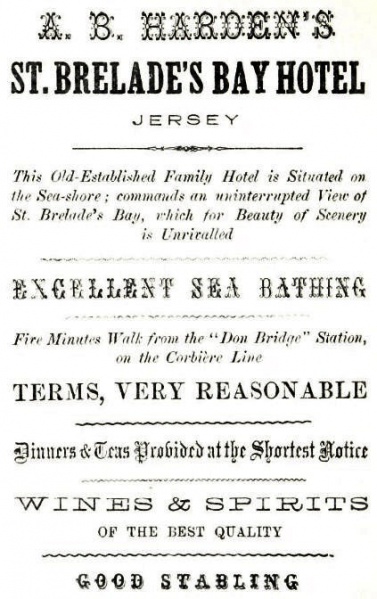 A. B. HARDEN'S
ST. BRELADE'S BAY HOTEL
JERSEY
This Old-Established Family Hotel is Situated on
the Sea-shore; commands an uninterrupted View of
St. Brelade's Bay, which for Beauty of Scenery
is Unrivalled
EXCELLENT SEA BATHING
Five Minutes Walk from the "Don Bridge" Station,
on the Corbière Line
TERMS, VERY REASONABLE
Dinners & Teas Provided at the Shortest Notice
WINES & SPIRITS
OF THE BEST QUALITY
GOOD STABLING